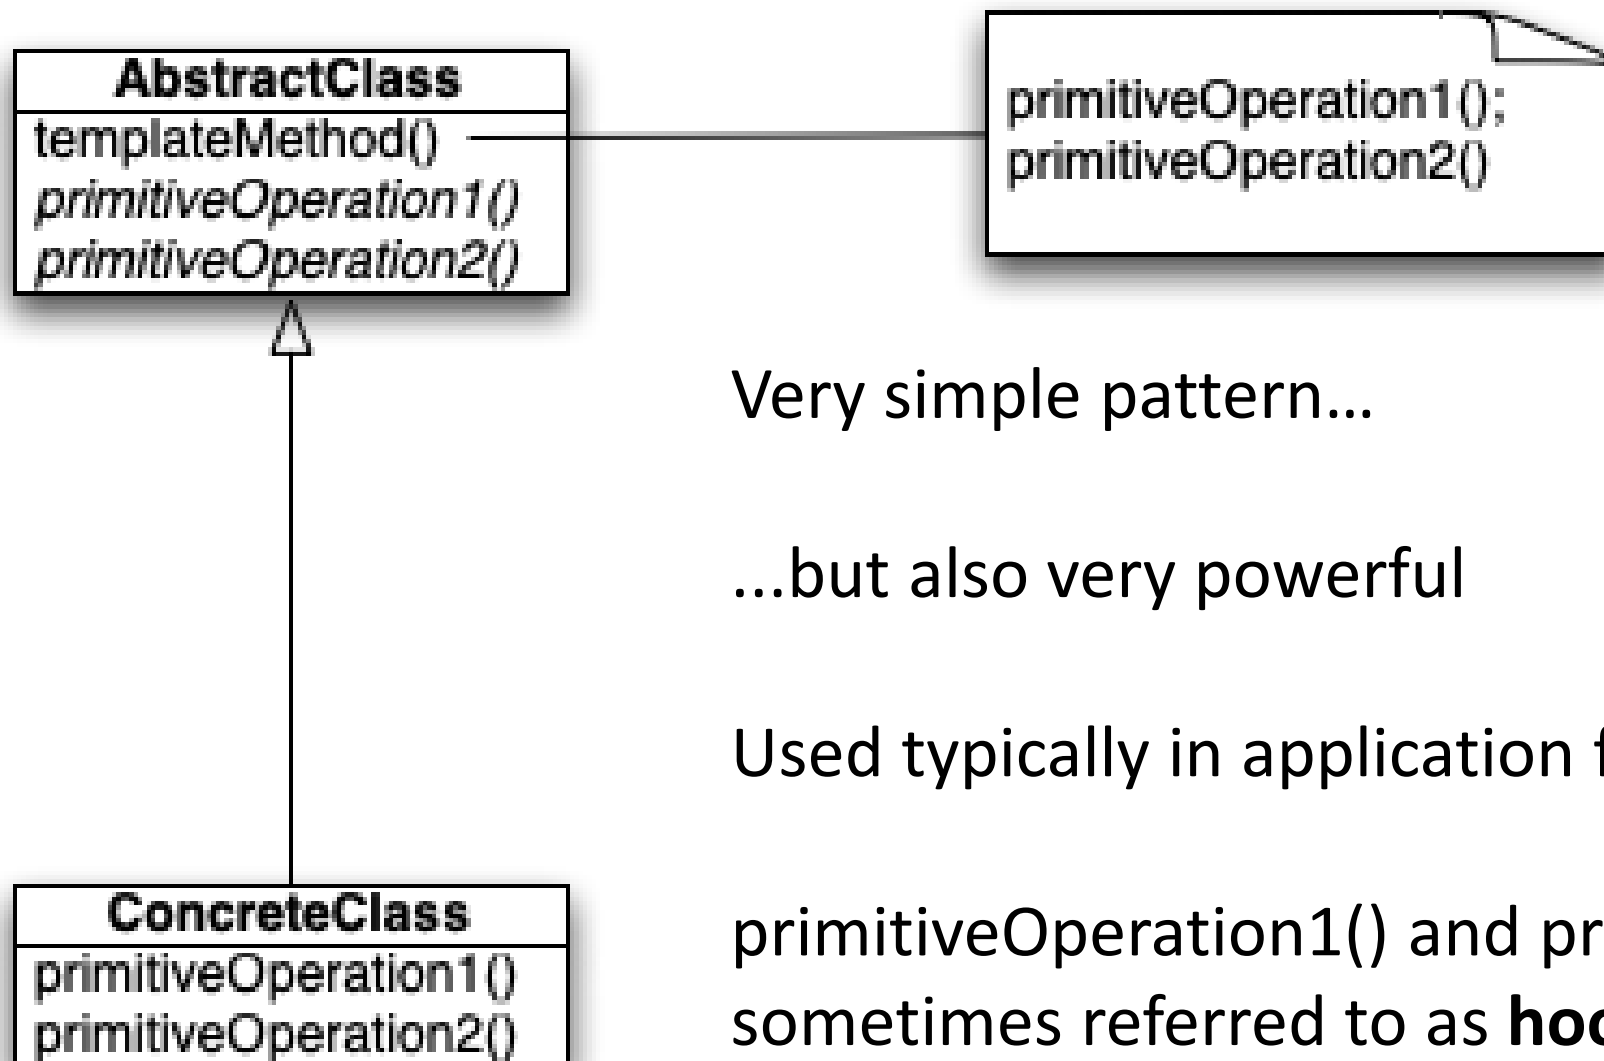 AbstractClass
templateMethod()
primitiveOperation1()
primitiveOperation2()
primitiveOperation1();
primitiveOperation2()
Very simple pattern…
...but also very powerful
Used typically in application
primitiveOperation1() and
sometimes referred to as
ConcreteClass
primitiveOperation1()
primitiveOperation2()